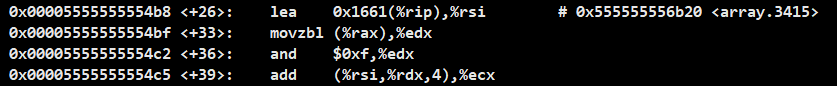 0x00005555555554b8 <+26>: lea 0x1661(%rip),%rsi # 0x555555556b20 <array.3415>
0x00005555555554bf <+33>: movzbl (%rax),%edx
0x00005555555554c2 <+36>: and $0xf,%edx
0x00005555555554c5 <+39>: add (%rsi,%rdx,4),%ecx